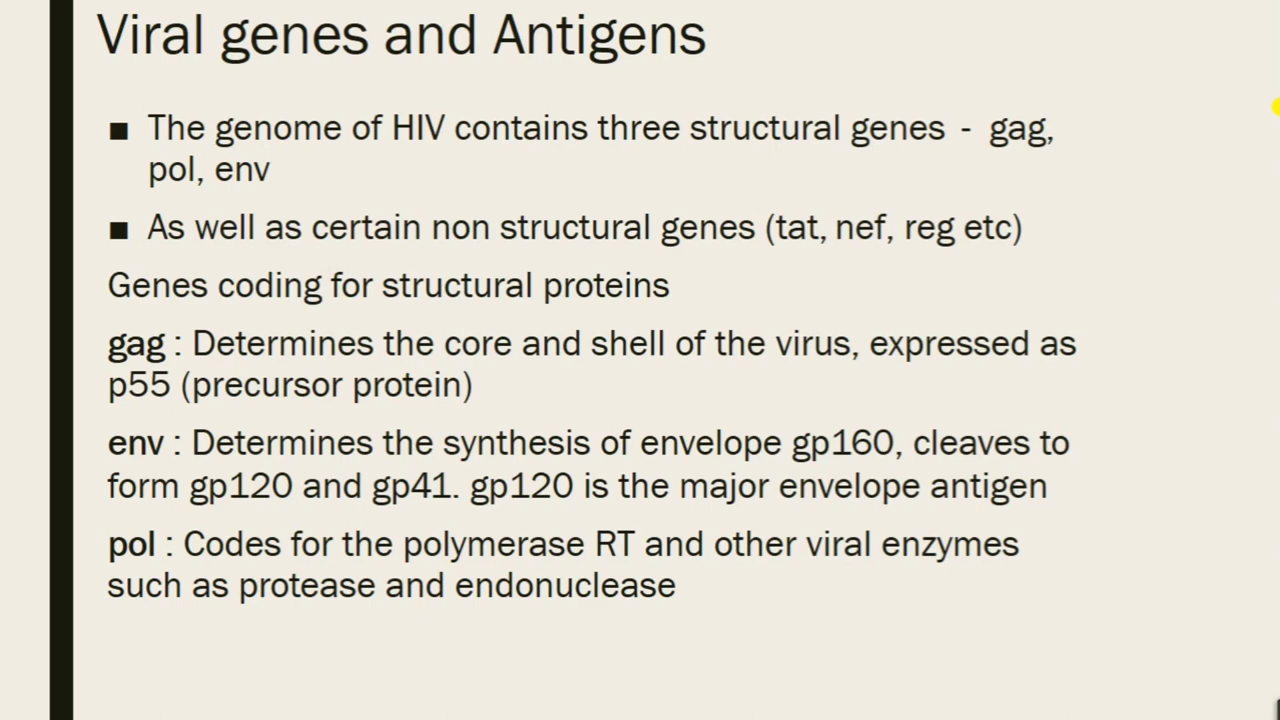 Viral genes and Antigens
■ The genome of HIV contains three structural genes - gag,
pol, env
■ As well as certain non structural genes (tat, nef, reg etc)
Genes coding for structural proteins
gag : Determines the core and shell of the virus, expressed as
p55 (precursor protein)
env : Determines the synthesis of envelope gp160, cleaves to
form gp120 and gp41. gp120 is the major envelope antigen
pol : Codes for the polymerase RT and other viral enzymes
such as protease and endonuclease